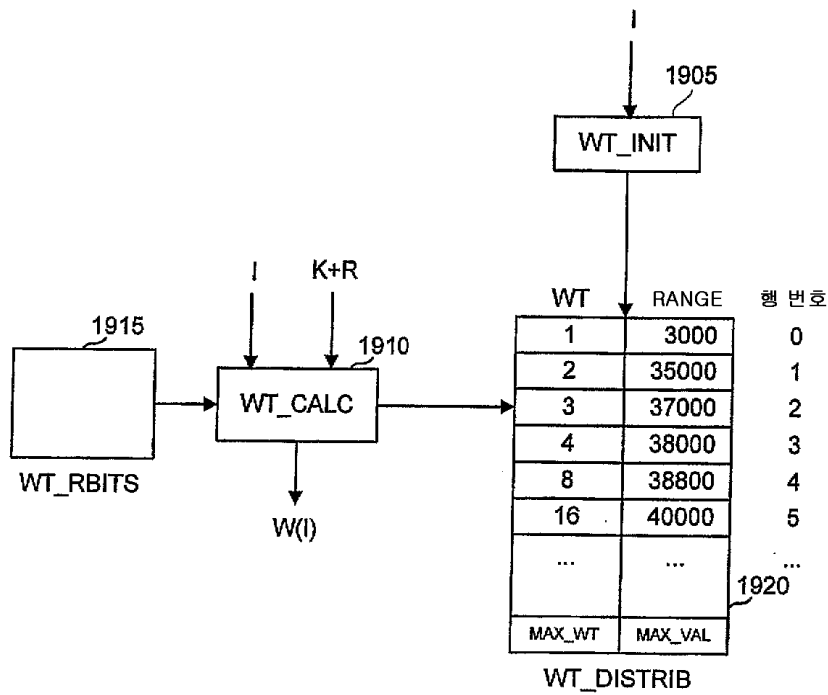 I
1905
WT_INIT
I
K+R
WT
RANGE
행 번호
1915
1910
1
3000
0
2
35000
1
WT_CALC
3
37000
2
4
38000
3
WT_RBITS
8
38800
4
16
40000
5
W(I)
...
...
...
1920
MAX_WT
MAX_VAL
WT_DISTRIB